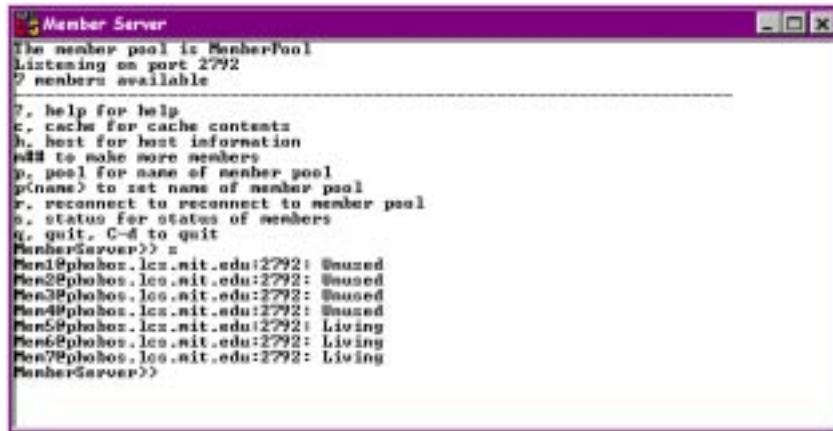 Member Server
The member pool is MemberPool
Listening on port 2792
7 members available
?, help for help
c, cache for cache contents
h, host for host information
m## to make more members
p, pool for name of member pool
p(name) to set name of member pool
r, reconnect to reconnect to member pool
s, status for status of members
q, quit, C-d to quit
MemberServer>> s
Mem1@phobos.lcs.mit.edu:2792: Unused
Mem2@phobos.lcs.mit.edu:2792: Unused
Mem3@phobos.lcs.mit.edu:2792: Unused
Mem4@phobos.lcs.mit.edu:2792: Unused
Mem5@phobos.lcs.mit.edu:2792: Living
Mem6@phobos.lcs.mit.edu:2792: Living
Mem7@phobos.lcs.mit.edu:2792: Living
MemberServer>>